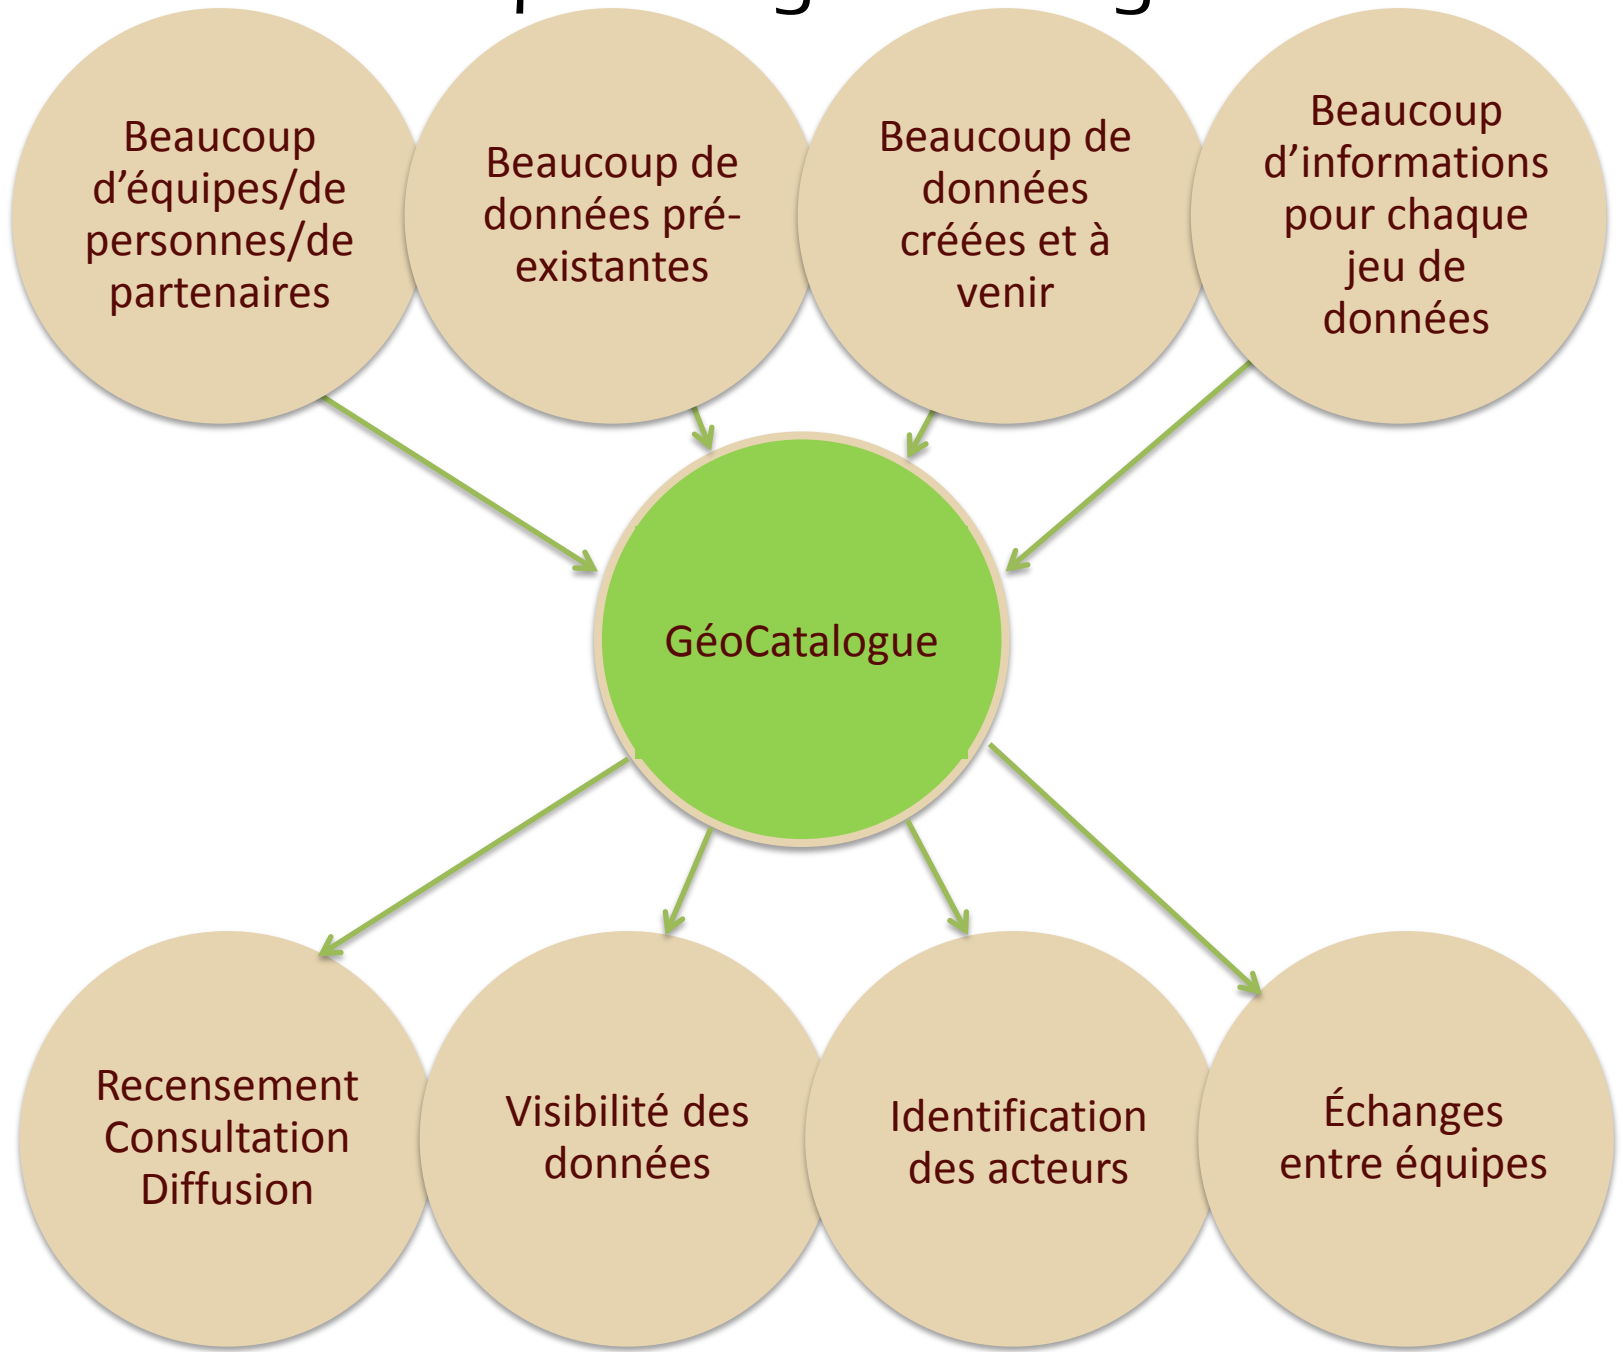 Beaucoup
d’équipes/de
personnes/de
partenaires
Beaucoup de
données pré-
existantes
Beaucoup de
données
créées et à
venir
Beaucoup
d’informations
pour chaque
jeu de
données
GéoCatalogue
Recensement
Consultation
Diffusion
Visibilité des
données
Identification
des acteurs
Échanges
entre équipes